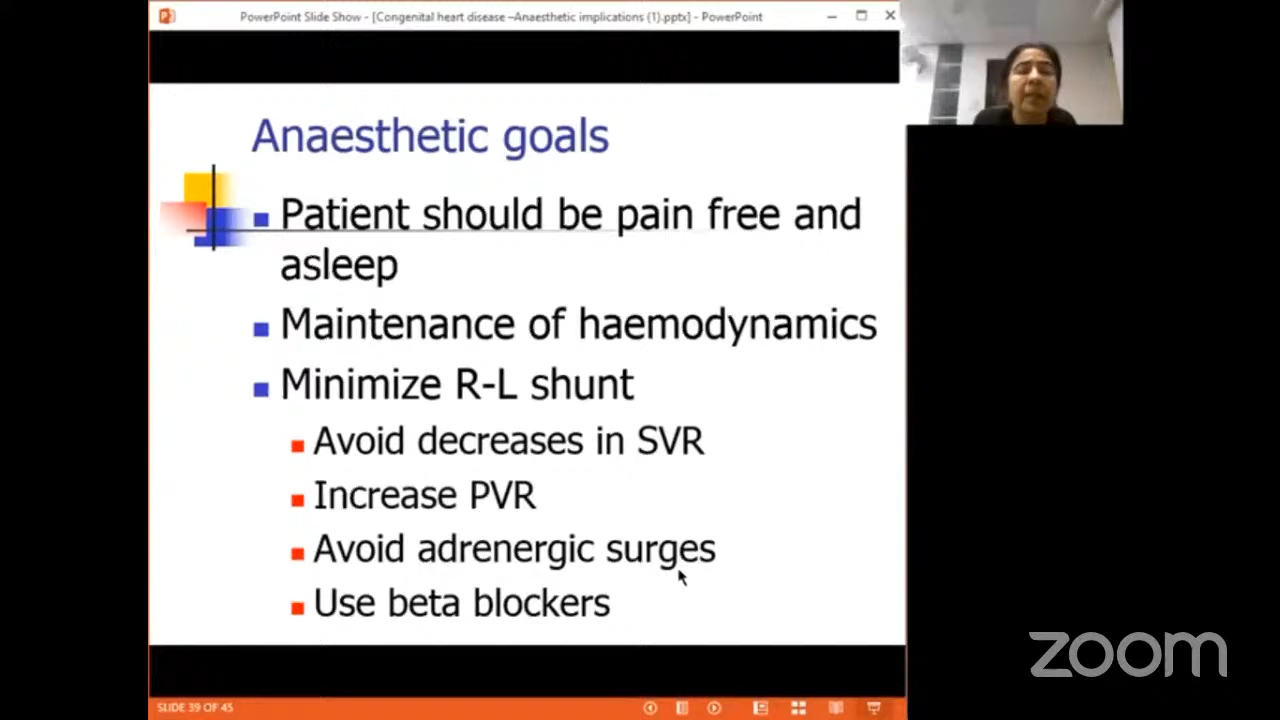 PowerPoint Slide Show - [Congenital heart disease –Anaesthetic implications (1).pptx] - PowerPoint
Anaesthetic goals
Patient should be pain free and
asleep
Maintenance of haemodynamics
Minimize R-L shunt
Avoid decreases in SVR
Increase PVR
Avoid adrenergic surges
Use beta blockers
zoom
SLIDE 39 OF 45